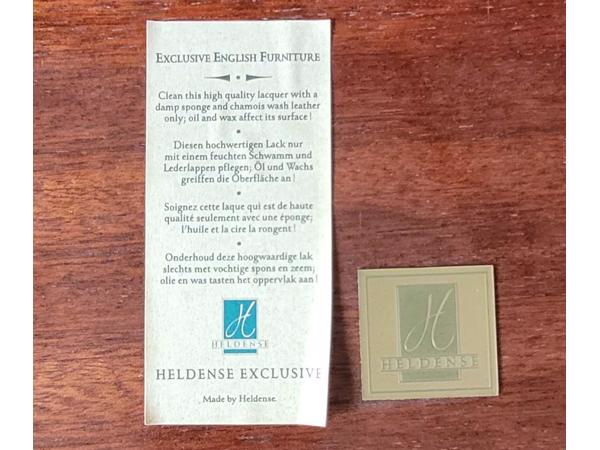 EXCLUSIVE ENGLISH FURNITURE
Clean this high quality lacquer with a
damp sponge and chamois wash leather
only; oil and wax affect its surface!
Diesen hochwertigen Lack nur
mit einem feuchten Schwamm und
Lederlappen pflegen; Öl und Wachs
greiffen die Oberfläche an!
Soignez cette laque qui est de haute
qualité seulement avec une éponge;
l'huile et la cire la rongent!
Onderhoud deze hoogwaardige lak
slechts met vochtige spons en zeem;
olie en was tasten het oppervlak aan!
H
HELDENSE
HELDENSE EXCLUSIVE
Made by Heldense
H
HELDENSE